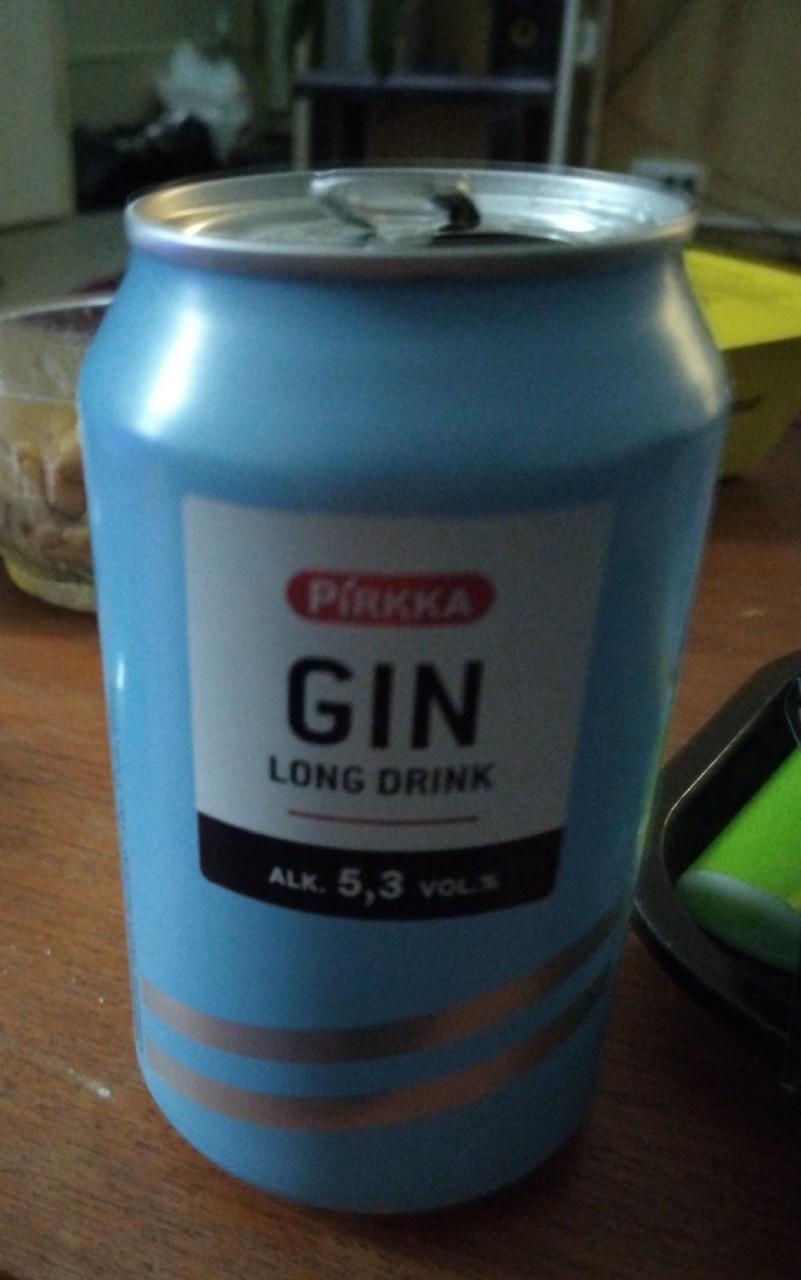 PIRKKA
GIN
LONG DRINK
ALK. 5,3 VOL.%